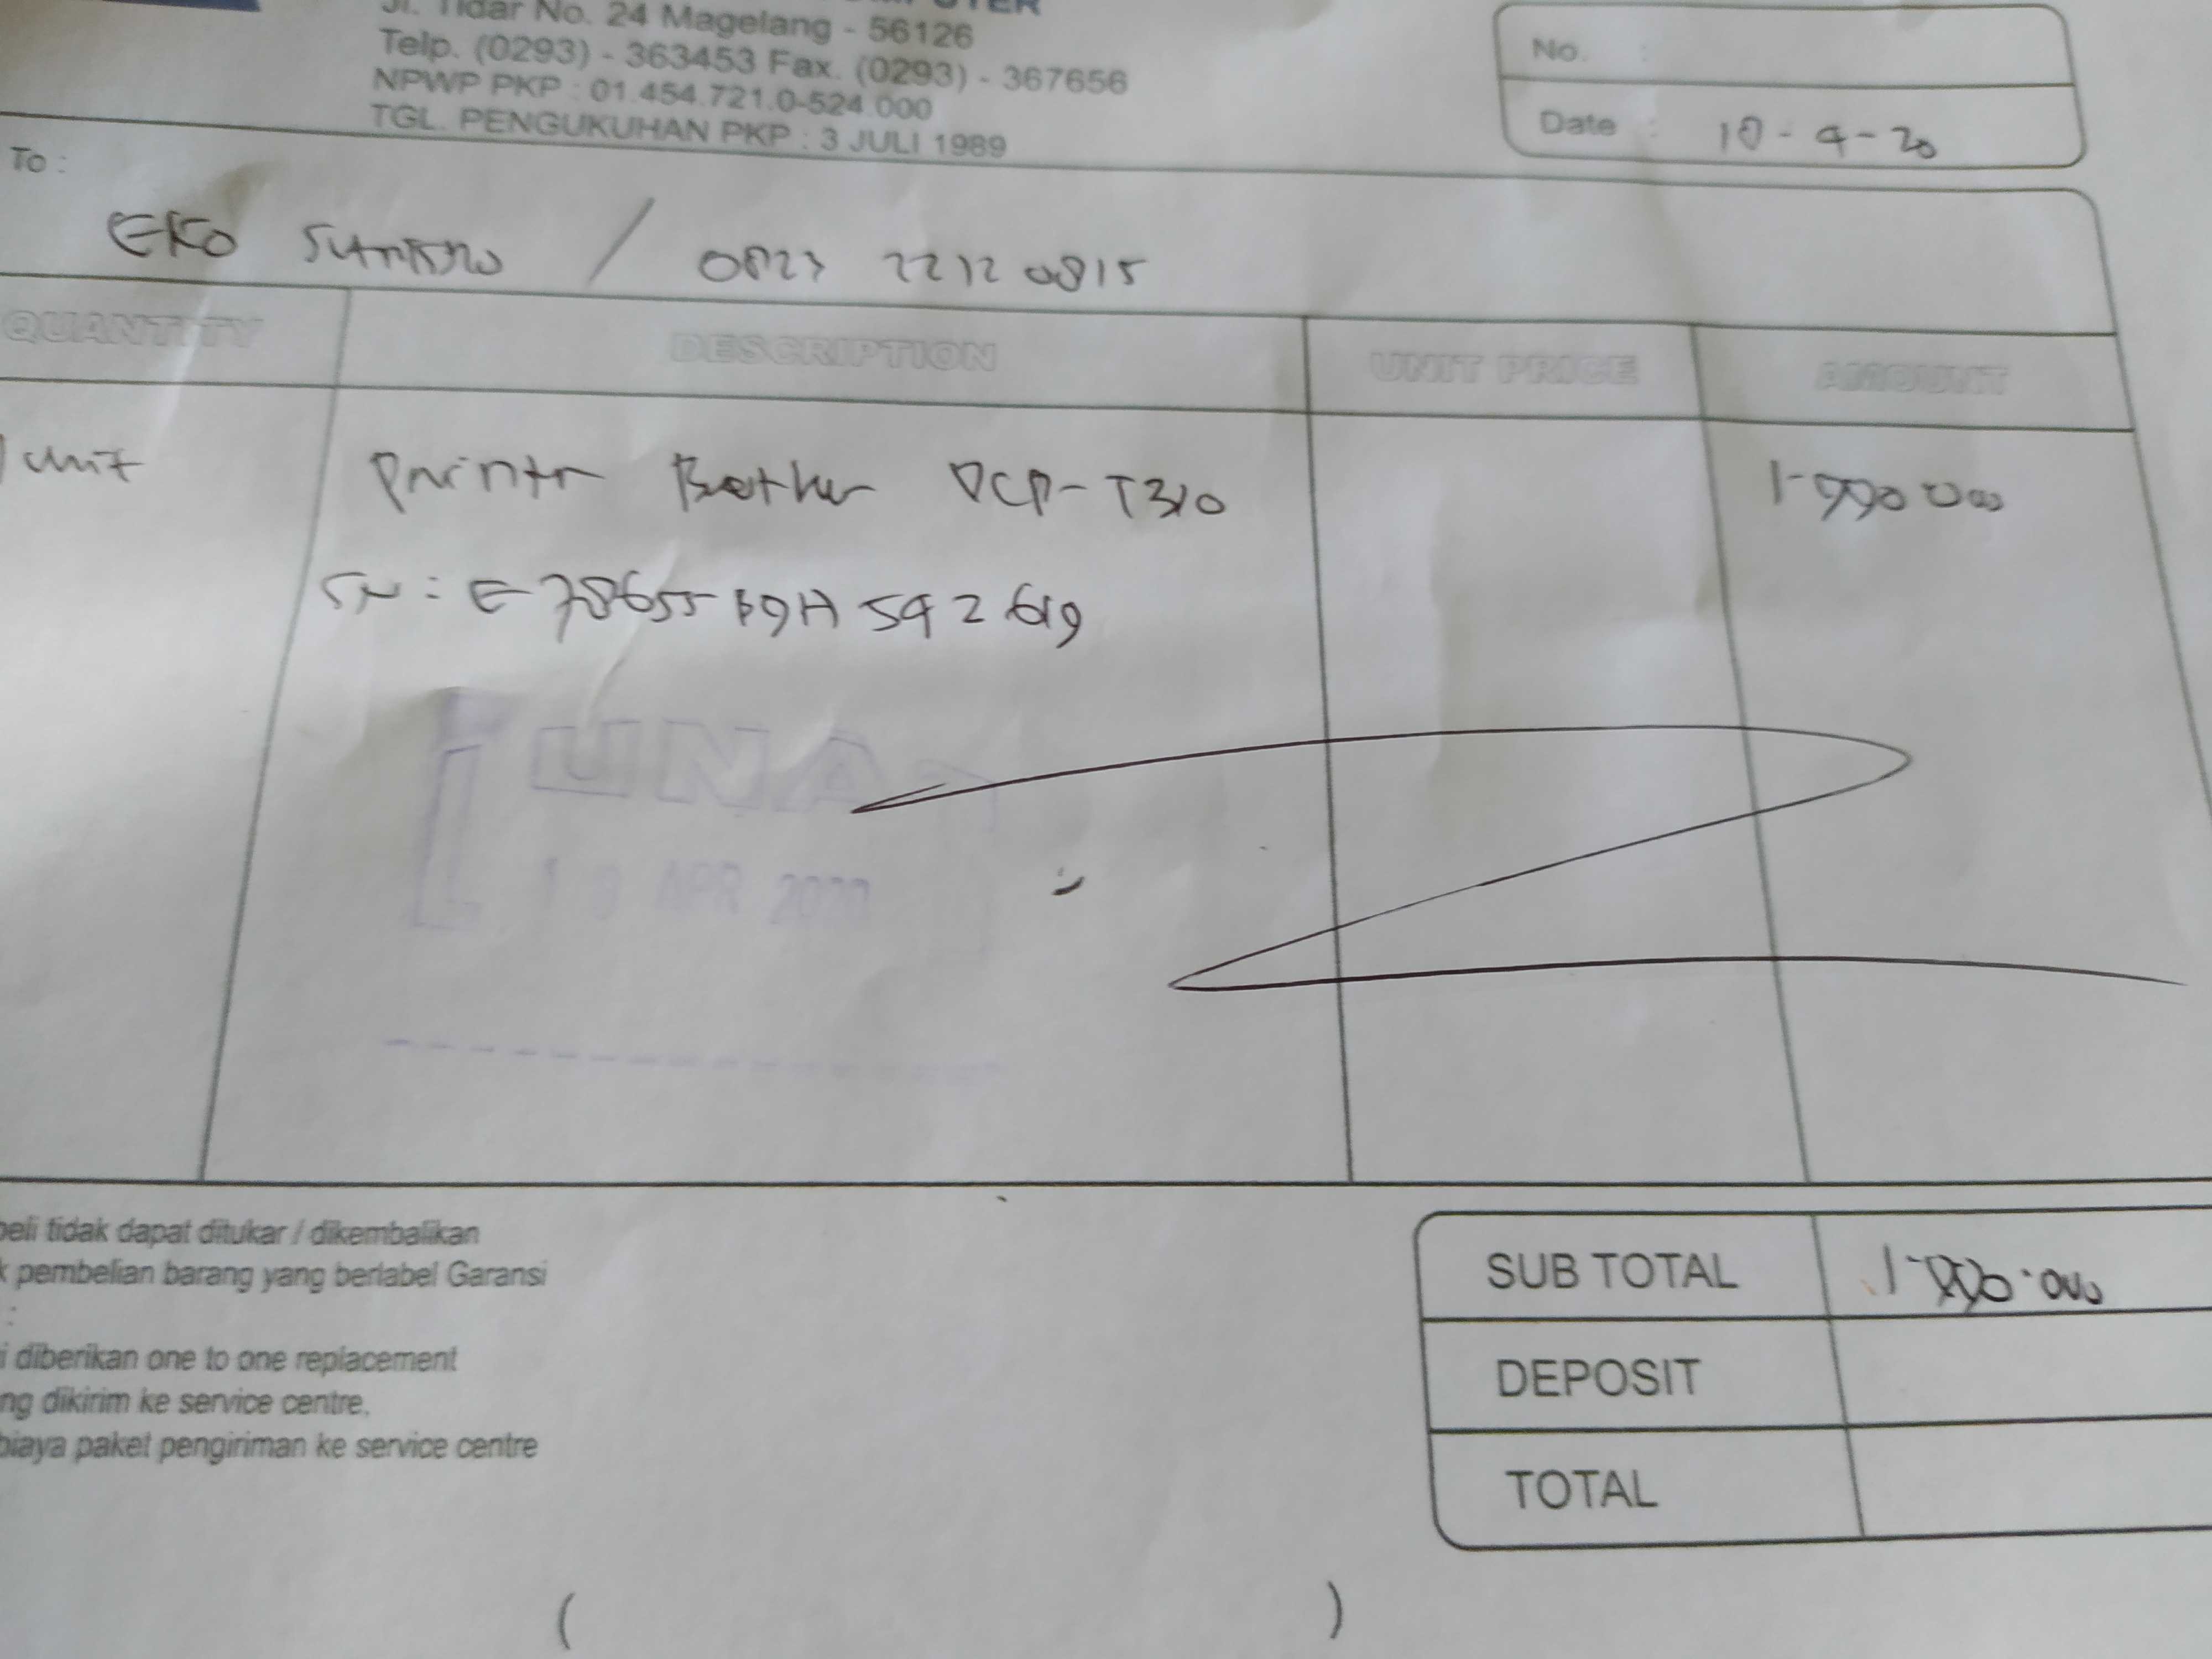 Jl. Tidar No. 24 Magelang - 56126
Telp. (0293) - 363453 Fax. (0293) - 367656
NPWP PKP : 01.454.721.0-524.000
TGL. PENGUKUHAN PKP : 3 JULI 1989
No. :
Date : 10-4-20
To :
EKO / 0823 2212 0815
QUANTITY DESCRIPTION UNIT PRICE AMOUNT
1 unit Printer Brother DCP-T310 1.990.000
SN : E78655 H 592619
UNA
APR
beli tidak dapat ditukar / dikembalikan
k pembelian barang yang berlabel Garansi
:
i diberikan one to one replacement
ng dikirim ke service centre,
biaya paket pengiriman ke service centre
SUB TOTAL 1.990.000
DEPOSIT
TOTAL
( )